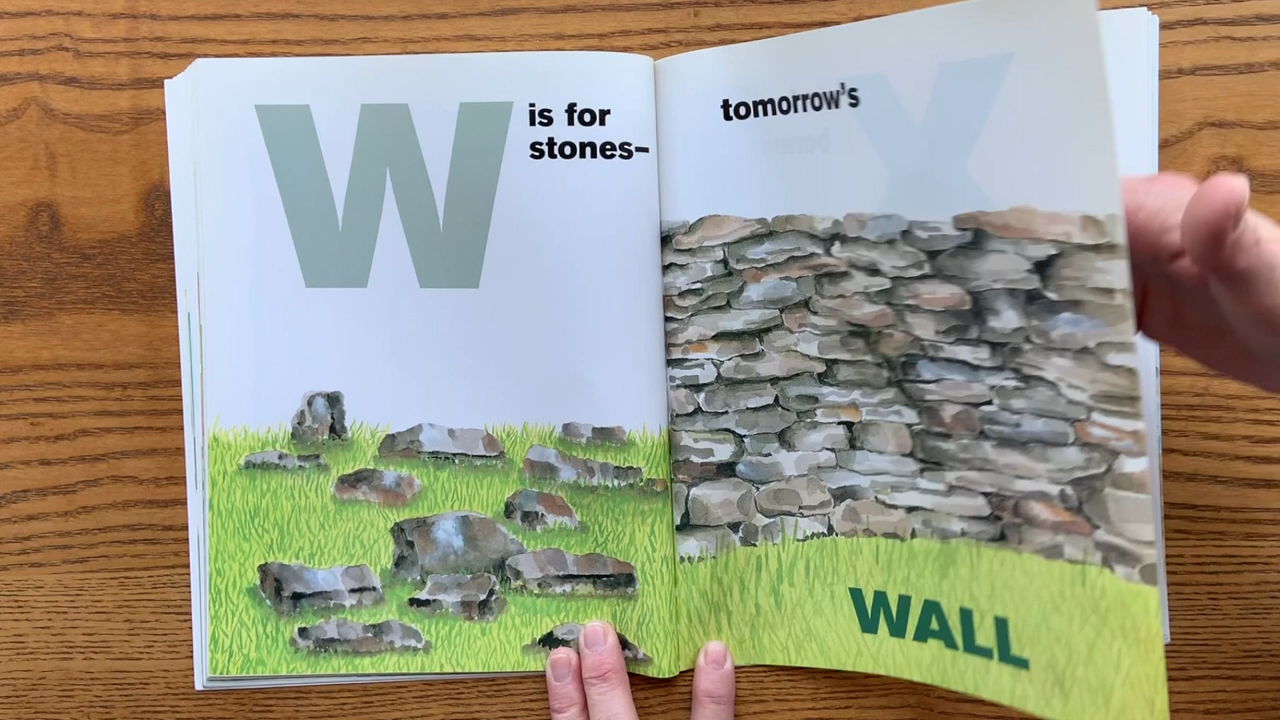 W
is for
stones–
tomorrow's
WALL
X